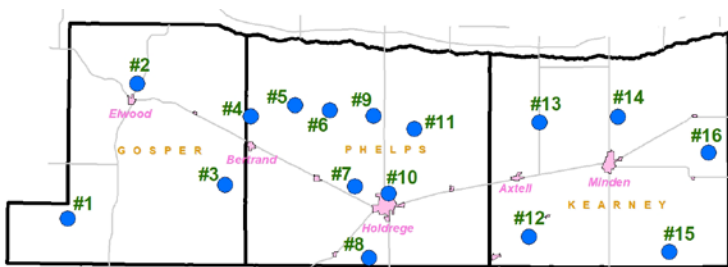 #2
Elwood
#4
#5
#6
#9
#11
#13
#14
GOSPER
Bertrand
PHELPS
#16
#3
#7
#10
Axtell
Minden
#1
KEARNEY
Holdrege
#12
#8
#15